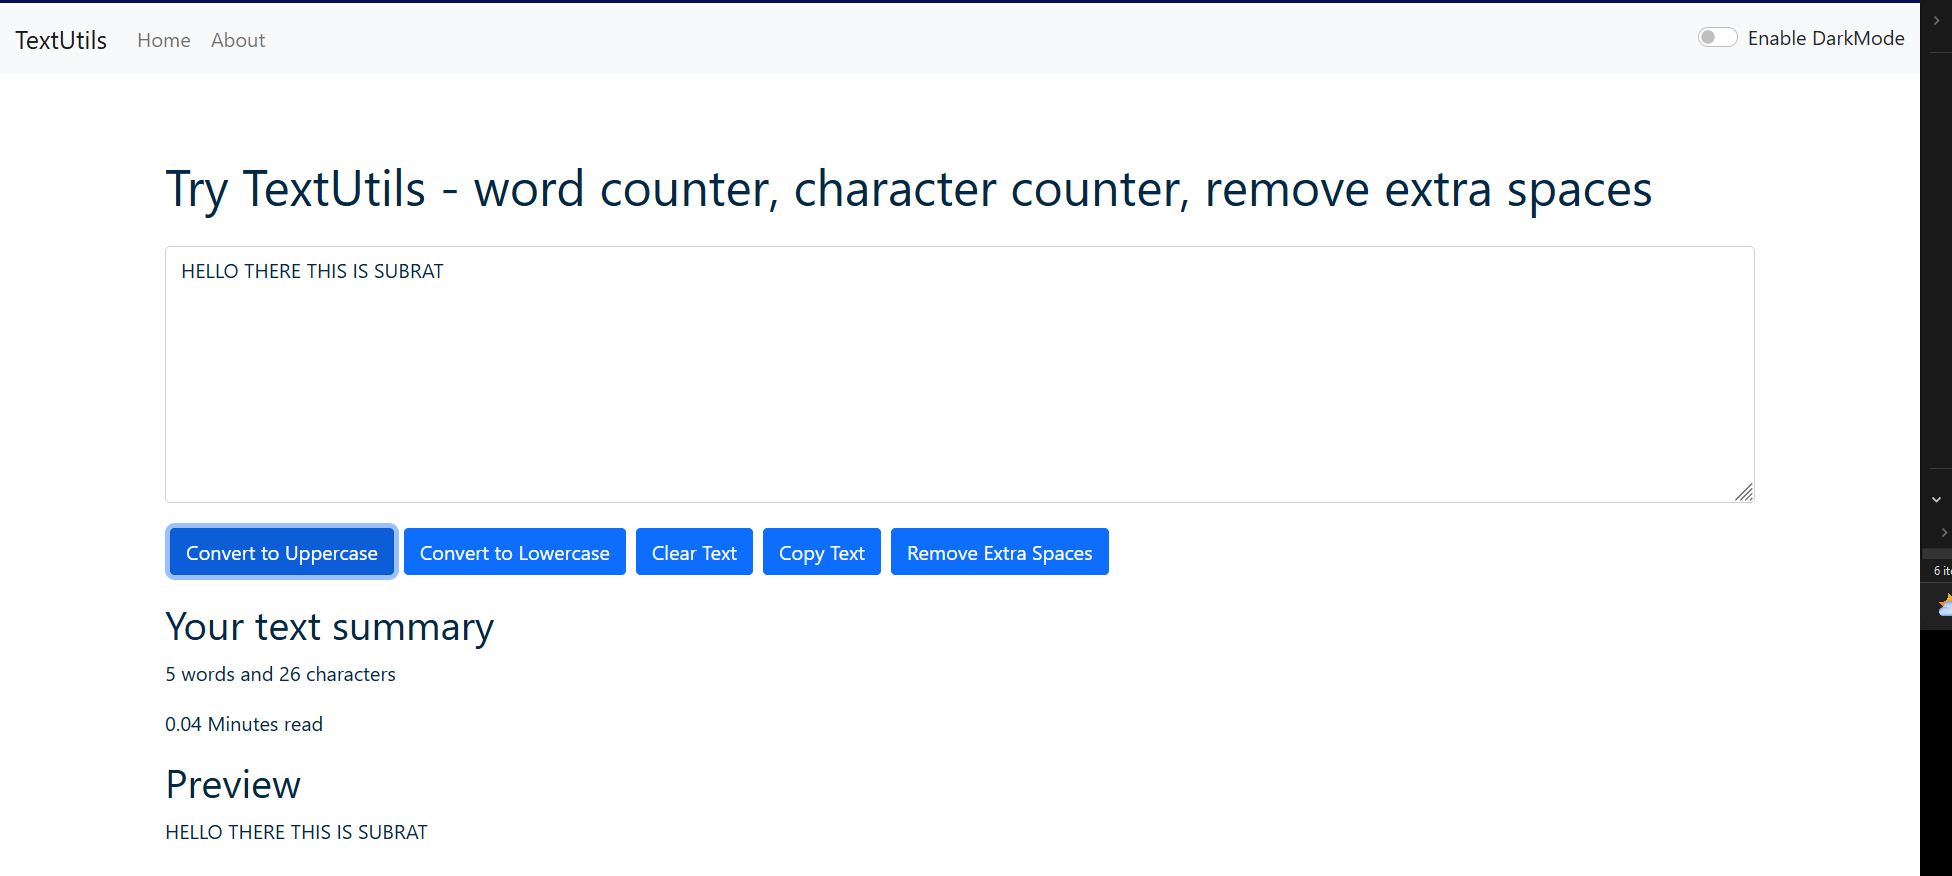 TextUtils Home About Enable DarkMode
Try TextUtils - word counter, character counter, remove extra spaces
HELLO THERE THIS IS SUBRAT
Convert to Uppercase Convert to Lowercase Clear Text Copy Text Remove Extra Spaces
Your text summary
5 words and 26 characters
0.04 Minutes read
Preview
HELLO THERE THIS IS SUBRAT
6